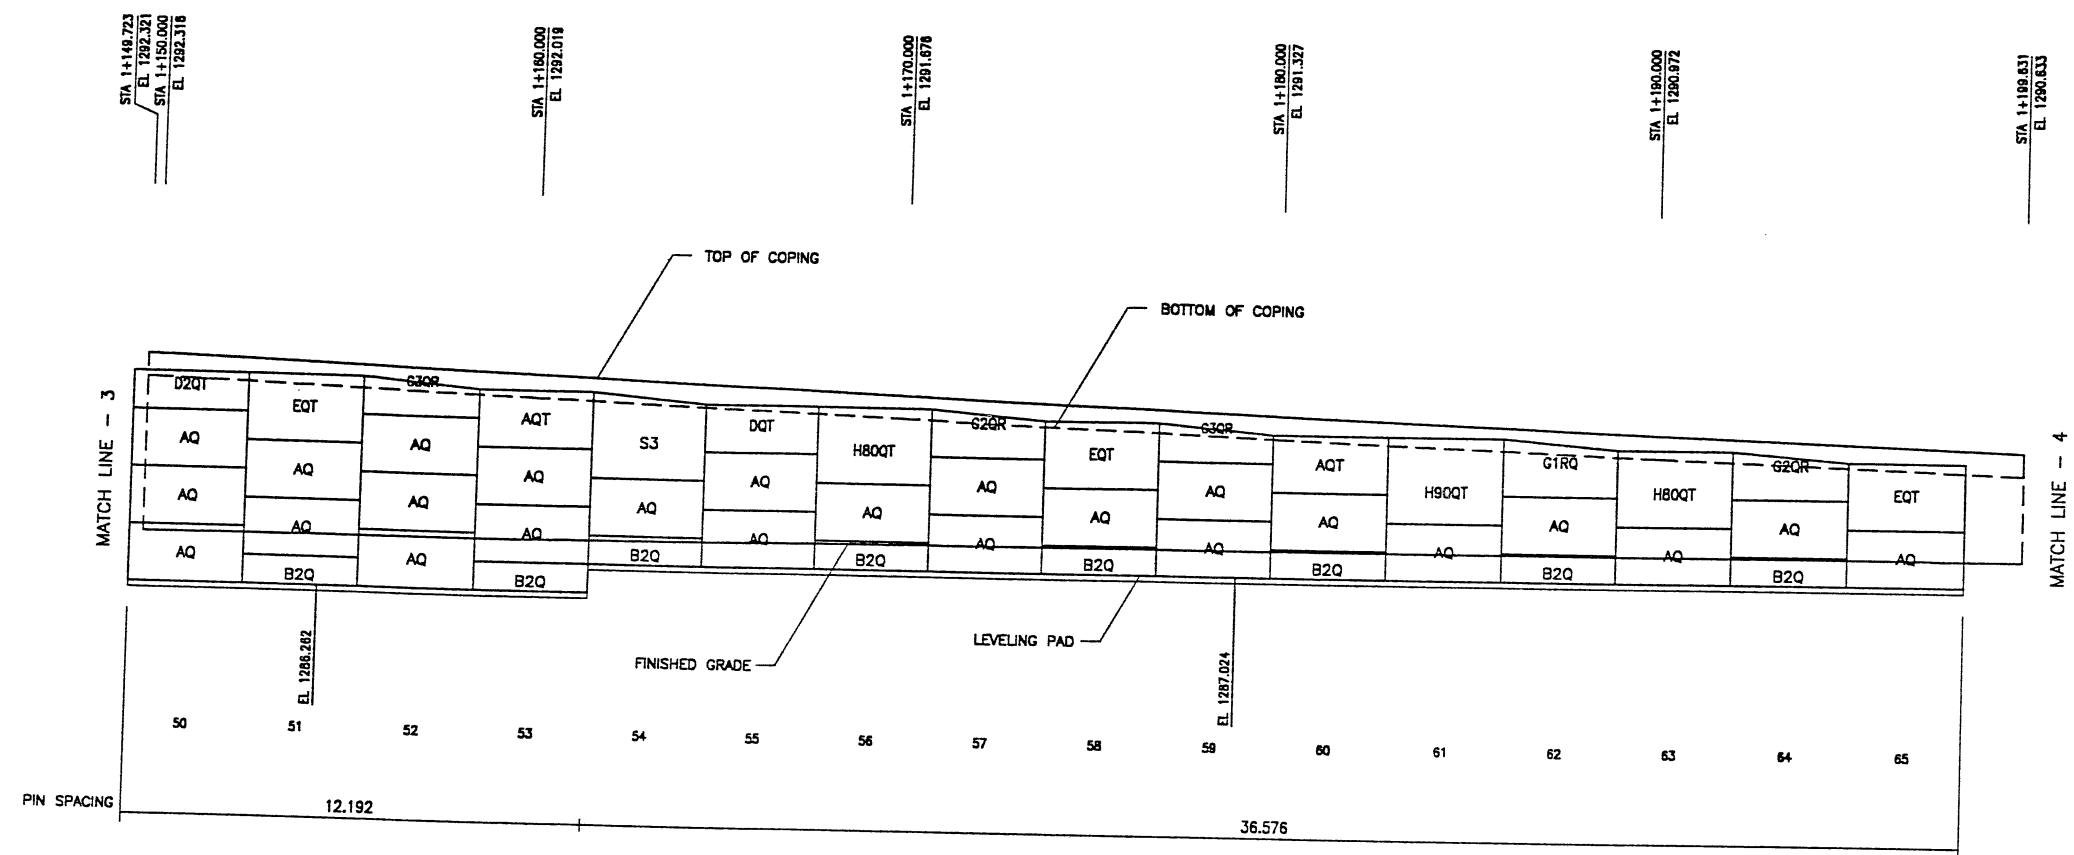 STA 1+149.723
EL 1292.321
STA 1+150.000
EL 1292.316
STA 1+160.000
EL 1292.019
STA 1+170.000
EL 1291.676
STA 1+180.000
EL 1291.327
STA 1+190.000
EL 1290.972
STA 1+199.631
EL 1290.633
TOP OF COPING
BOTTOM OF COPING
MATCH LINE - 3
D2QT
AQ
AQ
AQ
EQT
AQ
AQ
B2Q
G3QR
AQ
AQ
AQ
AQT
AQ
AQ
B2Q
S3
AQ
B2Q
DQT
AQ
AQ
H80QT
AQ
B2Q
G2QR
AQ
AQ
EQT
AQ
B2Q
G3QR
AQ
AQ
AQT
AQ
B2Q
H90QT
AQ
G1RQ
AQ
B2Q
H80QT
AQ
G2QR
AQ
B2Q
EQT
AQ
MATCH LINE - 4
EL 1286.262
FINISHED GRADE
LEVELING PAD
EL 1287.024
50 51 52 53 54 55 56 57 58 59 60 61 62 63 64 65
PIN SPACING
12.192
36.576